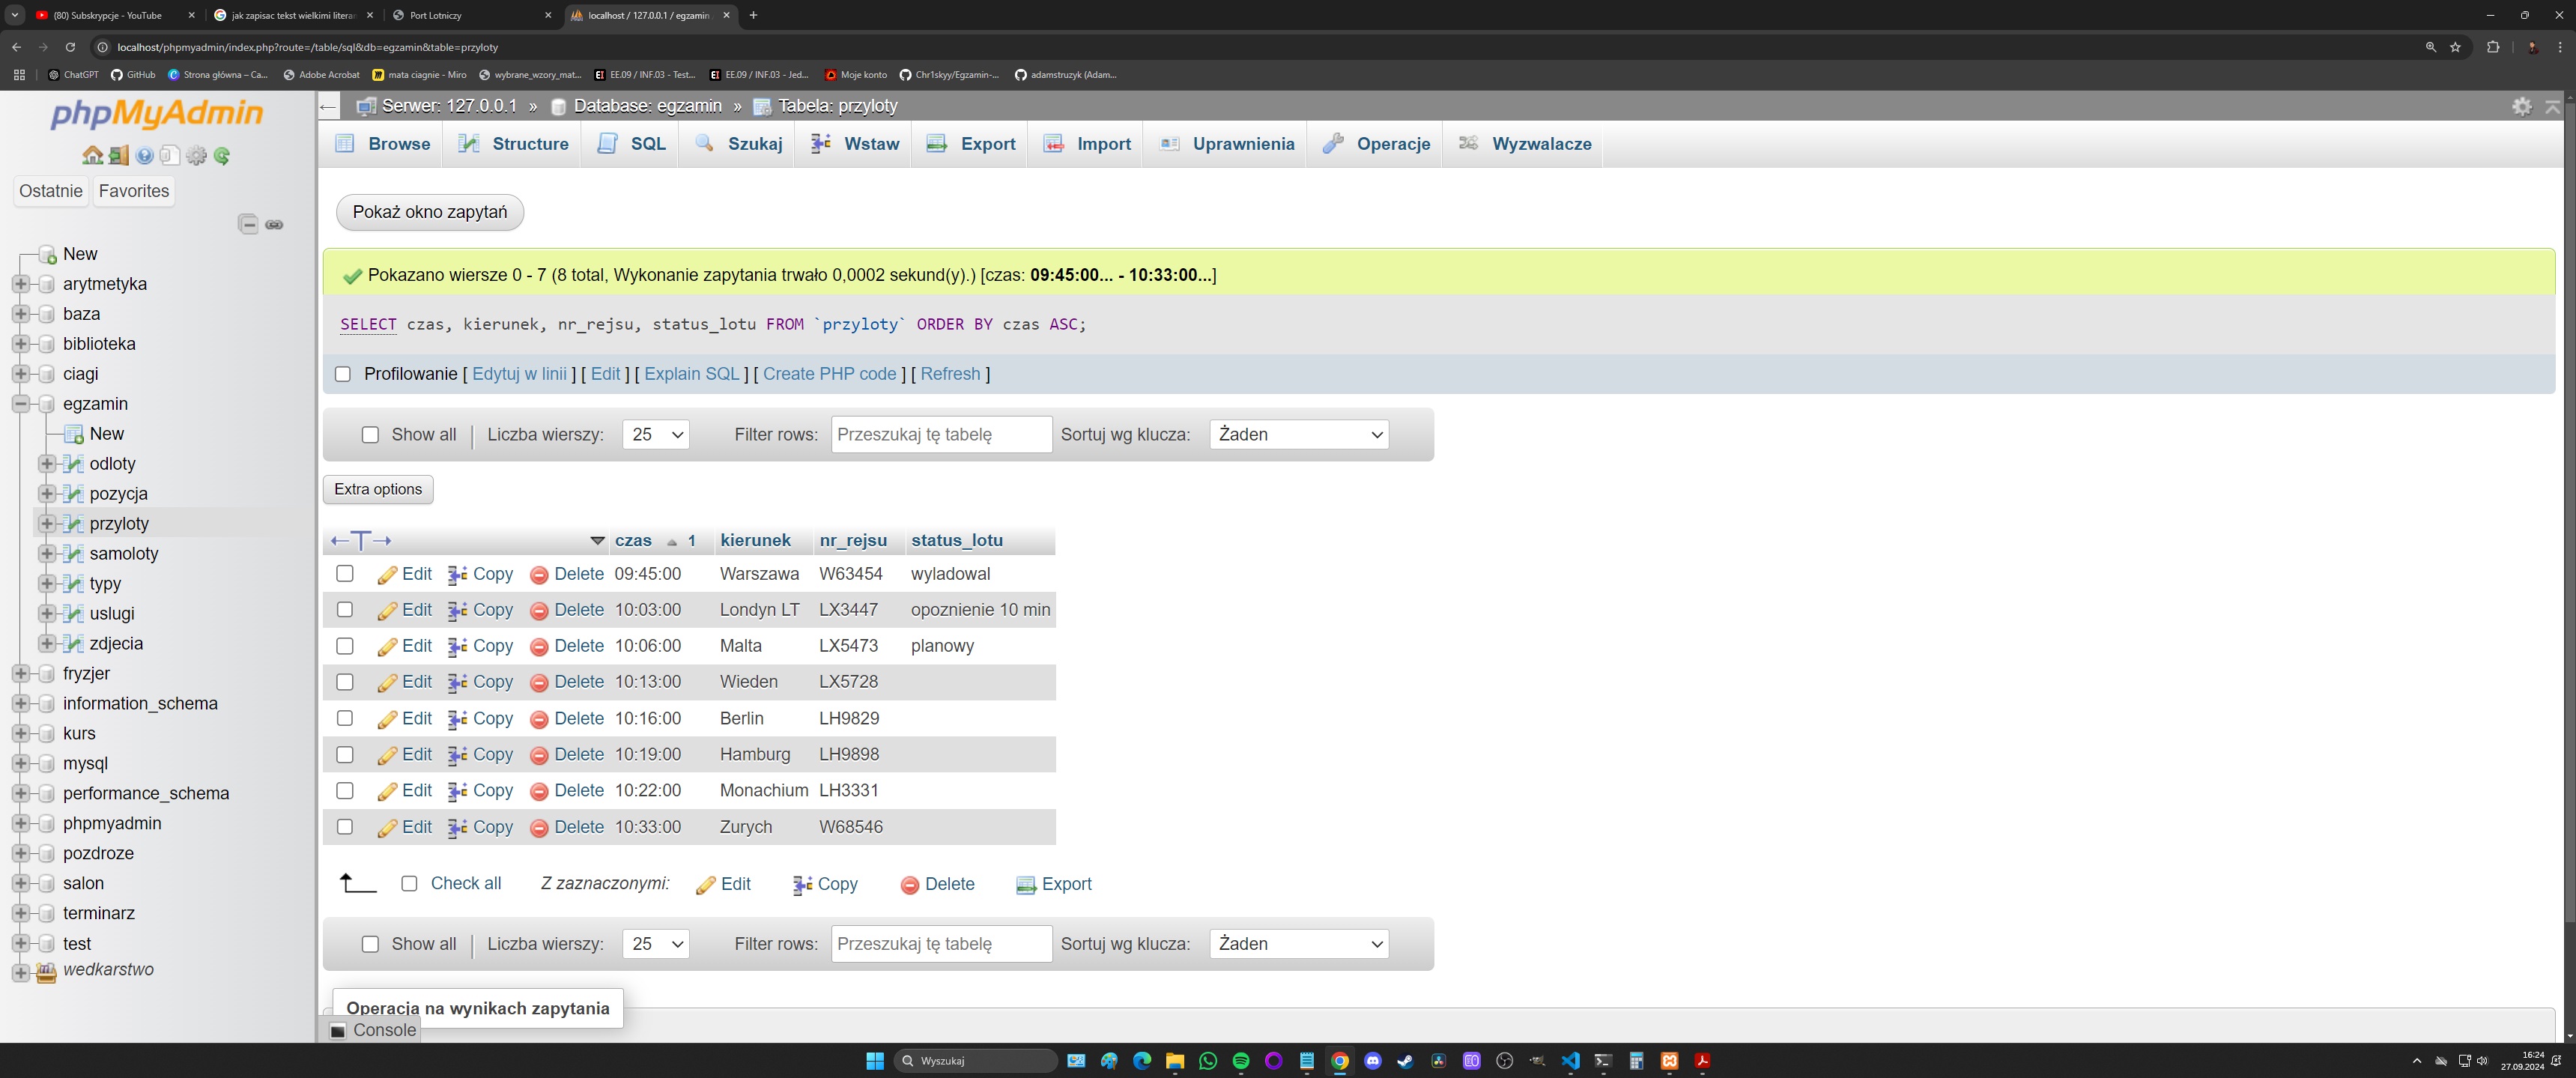 (80) Subskrypcje - YouTube
jak zapisac tekst wielkimi litera
Port Lotniczy
localhost / 127.0.0.1 / egzamin
localhost/phpmyadmin/index.php?route=/table/sql&db=egzamin&table=przyloty
ChatGPT
GitHub
Strona główna – Ca...
Adobe Acrobat
mata ciagnie - Miro
wybrane_wzory_mat...
EE.09 / INF.03 - Test...
EE.09 / INF.03 - Jed...
Moje konto
Chr1skyy/Egzamin-...
adamstruzyk (Adam...
phpMyAdmin
Ostatnie
Favorites
New
arytmetyka
baza
biblioteka
ciagi
egzamin
New
odloty
pozycja
przyloty
samoloty
typy
uslugi
zdjecia
fryzjer
information_schema
kurs
mysql
performance_schema
phpmyadmin
pozdroze
salon
terminarz
test
wedkarstwo
Serwer: 127.0.0.1 » Database: egzamin » Tabela: przyloty
Browse
Structure
SQL
Szukaj
Wstaw
Export
Import
Uprawnienia
Operacje
Wyzwalacze
Pokaż okno zapytań
Pokazano wiersze 0 - 7 (8 total, Wykonanie zapytania trwało 0,0002 sekund(y).) [czas: 09:45:00... - 10:33:00...]
SELECT czas, kierunek, nr_rejsu, status_lotu FROM `przyloty` ORDER BY czas ASC;
Profilowanie [ Edytuj w linii ] [ Edit ] [ Explain SQL ] [ Create PHP code ] [ Refresh ]
Show all | Liczba wierszy: 25 Filter rows: Przeszukaj tę tabelę Sortuj wg klucza: Żaden
Extra options
←T→ czas 1 kierunek nr_rejsu status_lotu
Edit Copy Delete 09:45:00 Warszawa W63454 wyladowal
Edit Copy Delete 10:03:00 Londyn LT LX3447 opoznienie 10 min
Edit Copy Delete 10:06:00 Malta LX5473 planowy
Edit Copy Delete 10:13:00 Wieden LX5728
Edit Copy Delete 10:16:00 Berlin LH9829
Edit Copy Delete 10:19:00 Hamburg LH9898
Edit Copy Delete 10:22:00 Monachium LH3331
Edit Copy Delete 10:33:00 Zurych W68546
Check all Z zaznaczonymi: Edit Copy Delete Export
Show all | Liczba wierszy: 25 Filter rows: Przeszukaj tę tabelę Sortuj wg klucza: Żaden
Operacja na wynikach zapytania
Console
Wyszukaj
16:24
27.09.2024